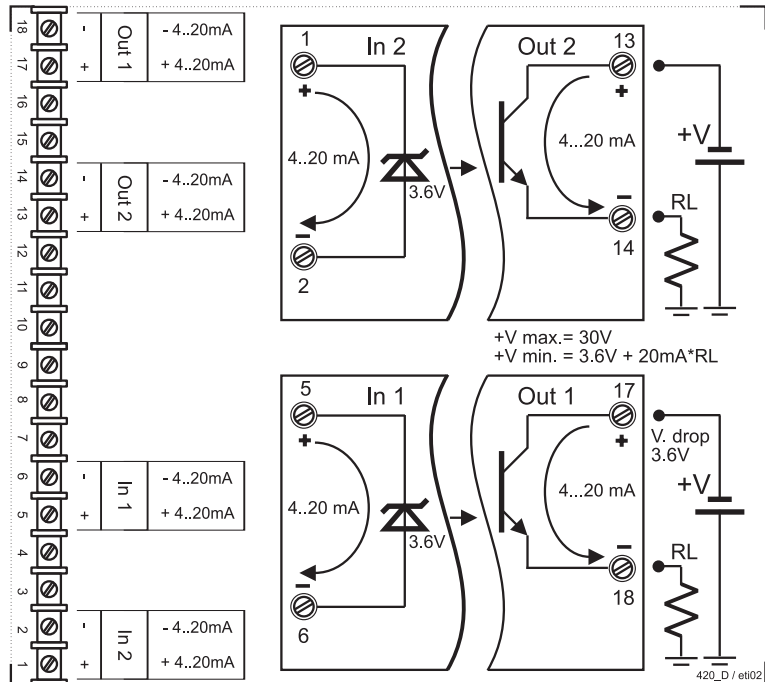 18 - Out 1 - 4..20mA
17 + + 4..20mA
16
15
14 - Out 2 - 4..20mA
13 + + 4..20mA
12
11
10
9
8
7
6 - In 1 - 4..20mA
5 + + 4..20mA
4
3
2 - In 2 - 4..20mA
1 + + 4..20mA
1 In 2 Out 2 13
+ +
4..20 mA 3.6V 4...20 mA +V
- - RL
2 14
+V max.= 30V
+V min. = 3.6V + 20mA*RL
5 In 1 Out 1 17
+ + V. drop
3.6V
4..20 mA 3.6V 4...20 mA +V
- - RL
6 18
420_D / eti02